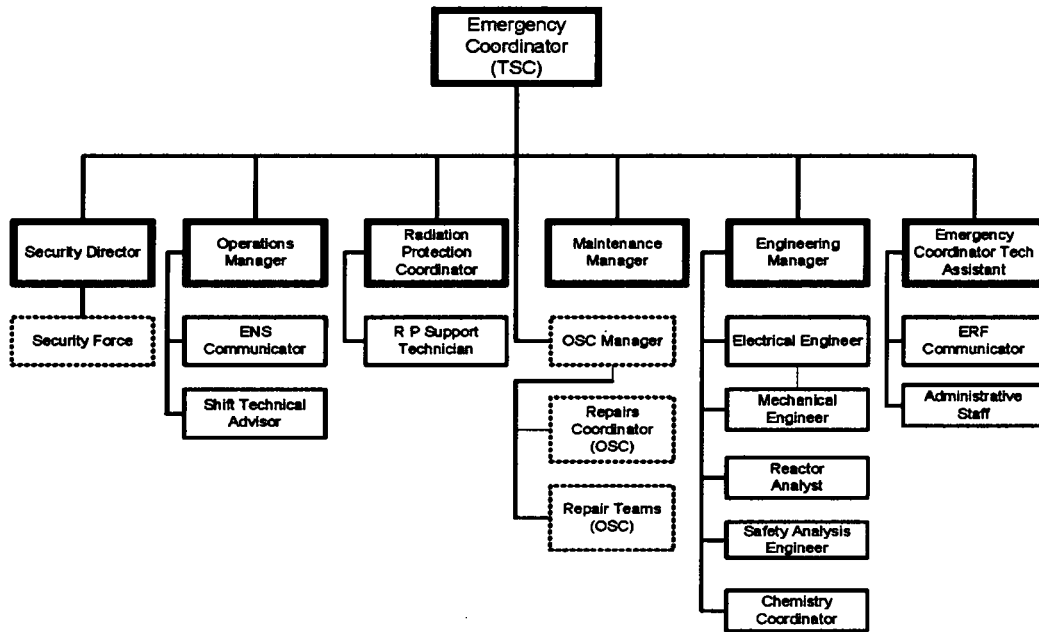 Emergency
Coordinator
(TSC)
Security Director
Operations
Manager
Radiation
Protection
Coordinator
Maintenance
Manager
Engineering
Manager
Emergency
Coordinator Tech
Assistant
Security Force
ENS
Communicator
R P Support
Technician
OSC Manager
Electrical Engineer
ERF
Communicator
Shift Technical
Advisor
Repairs
Coordinator
(OSC)
Mechanical
Engineer
Administrative
Staff
Reactor
Analyst
Repair Teams
(OSC)
Safety Analysis
Engineer
Chemistry
Coordinator